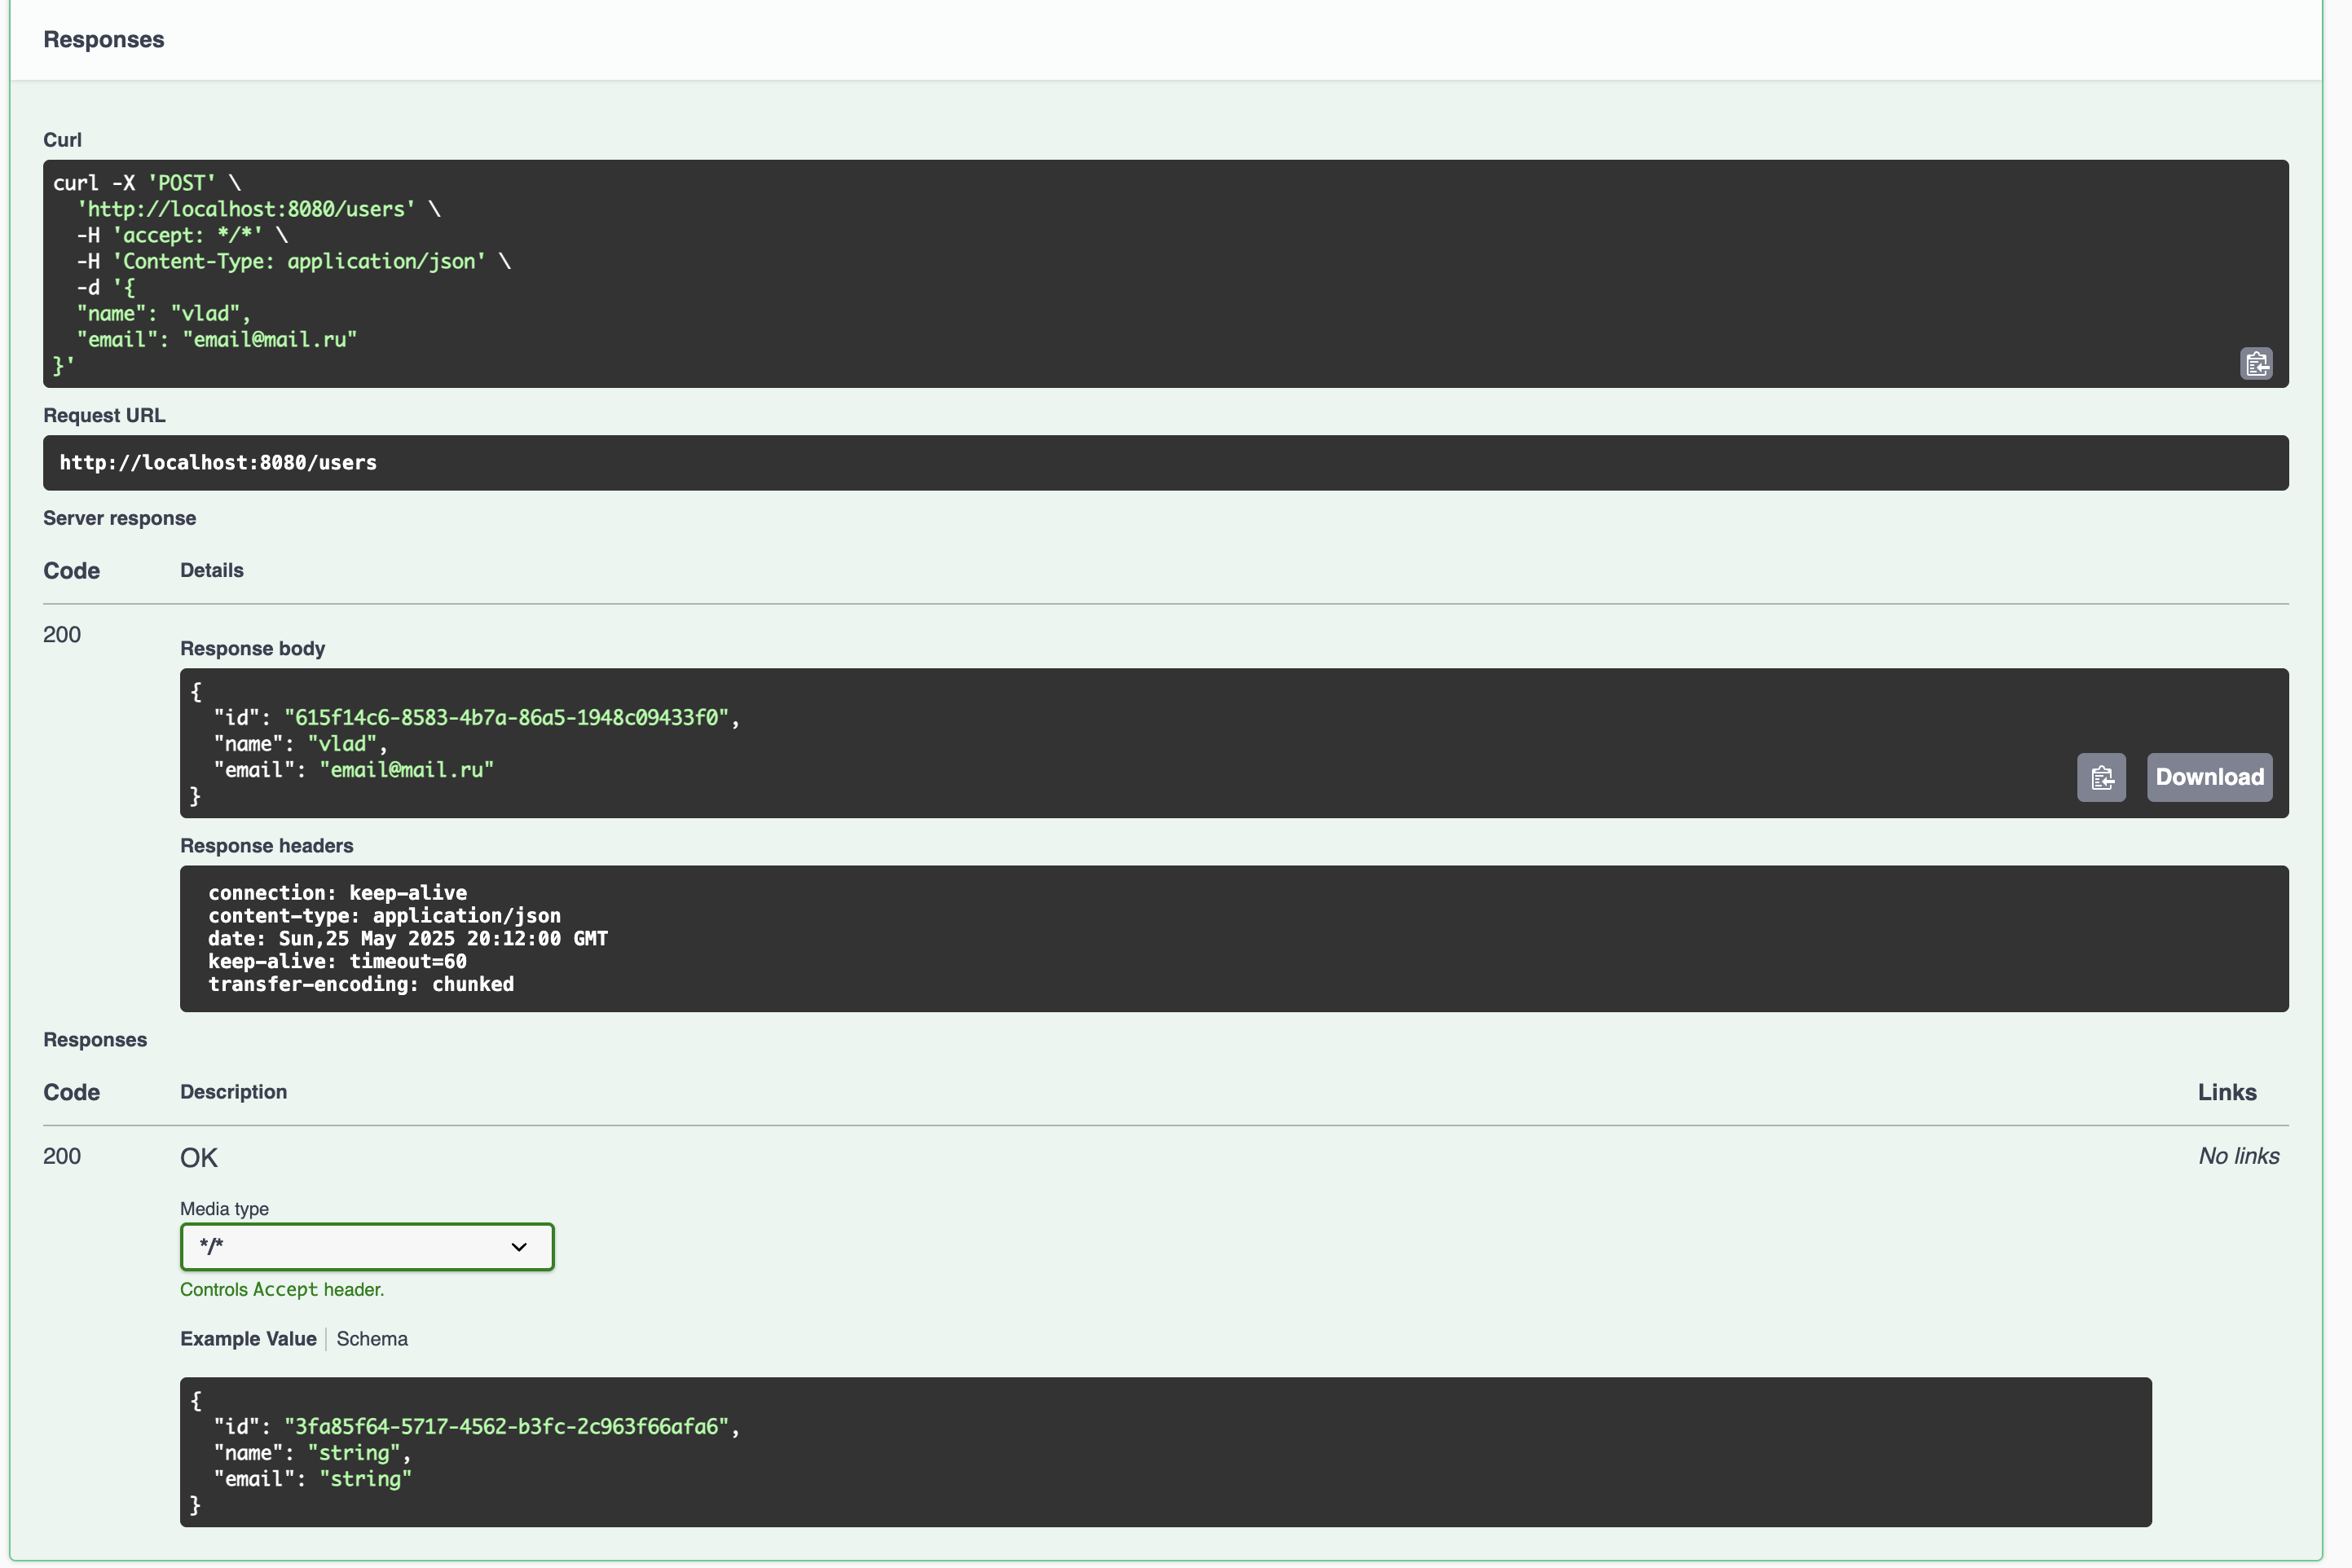 Responses
Curl
curl -X 'POST' \
  'http://localhost:8080/users' \
  -H 'accept: */*' \
  -H 'Content-Type: application/json' \
  -d '{
  "name": "vlad",
  "email": "email@mail.ru"
}'
Request URL
http://localhost:8080/users
Server response
Code Details
200
Response body
{
  "id": "615f14c6-8583-4b7a-86a5-1948c09433f0",
  "name": "vlad",
  "email": "email@mail.ru"
}
Download
Response headers
connection: keep-alive
content-type: application/json
date: Sun,25 May 2025 20:12:00 GMT
keep-alive: timeout=60
transfer-encoding: chunked
Responses
Code Description Links
200 OK No links
Media type
*/*
Controls Accept header.
Example Value Schema
{
  "id": "3fa85f64-5717-4562-b3fc-2c963f66afa6",
  "name": "string",
  "email": "string"
}